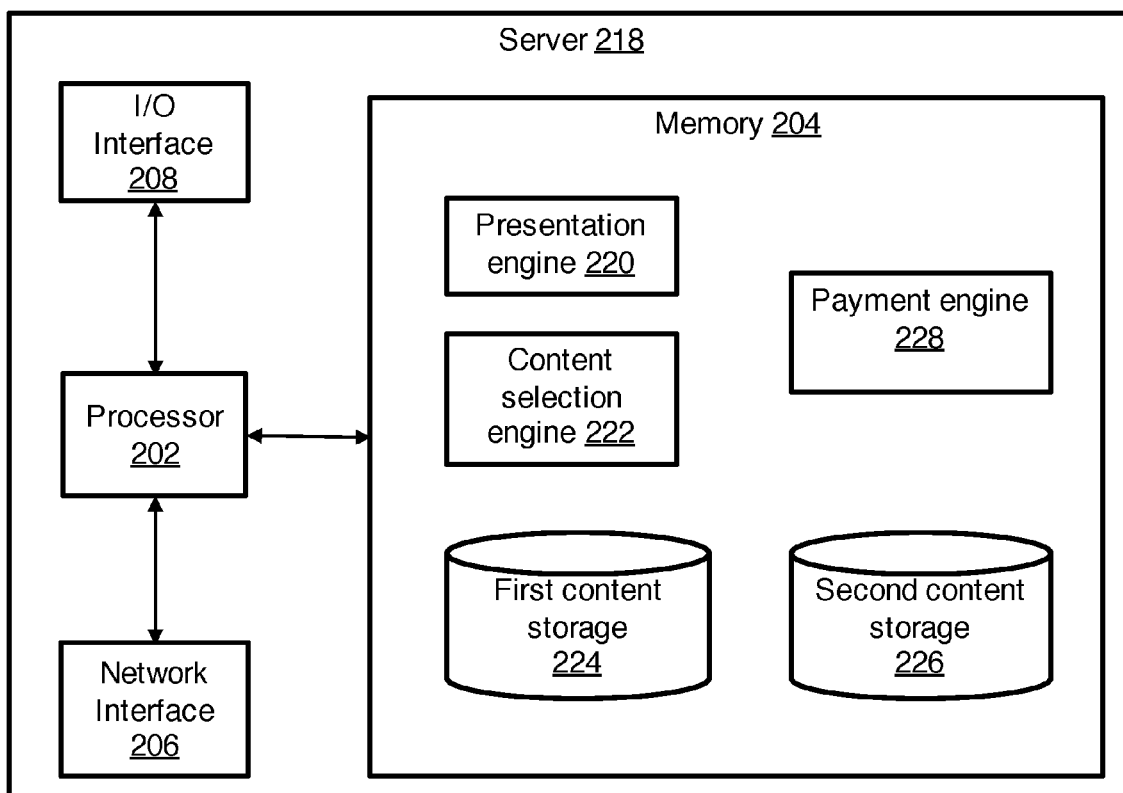 Server 218
I/O
Interface
208
Memory 204
Presentation
engine 220
Payment engine
228
Content
selection
engine 222
Processor
202
First content
storage
224
Second content
storage
226
Network
Interface
206